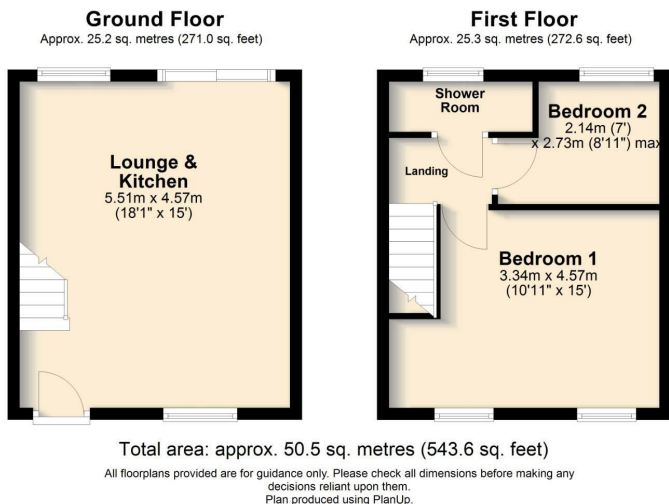 Ground Floor
Approx. 25.2 sq. metres (271.0 sq. feet)
Lounge &
Kitchen
5.51m x 4.57m
(18'1" x 15')
First Floor
Approx. 25.3 sq. metres (272.6 sq. feet)
Shower
Room
Bedroom 2
2.14m (7')
x 2.73m (8'11") max
Landing
Bedroom 1
3.34m x 4.57m
(10'11" x 15')
Total area: approx. 50.5 sq. metres (543.6 sq. feet)
All floorplans provided are for guidance only. Please check all dimensions before making any
decisions reliant upon them.
Plan produced using PlanUp.